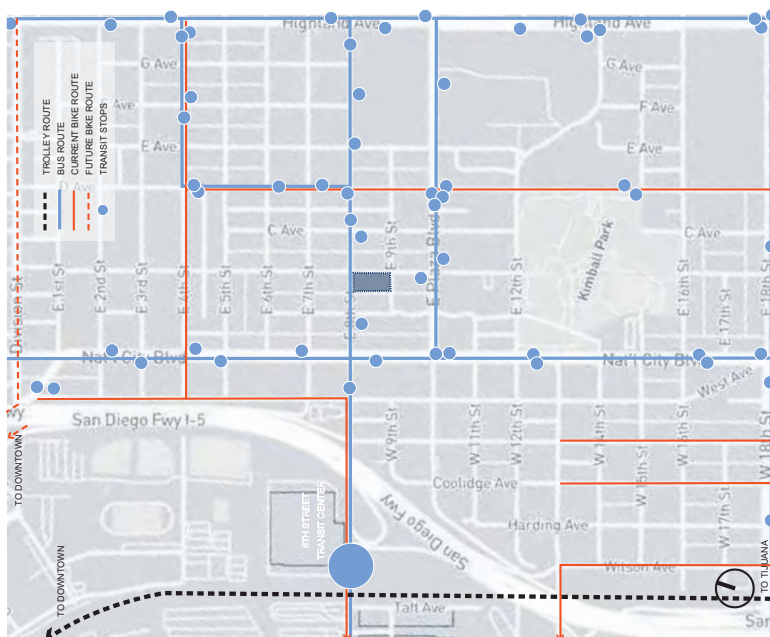 Highland Ave
Highland Ave
G Ave
G Ave
Ave
F Ave
E Ave
E Ave
D Ave
C Ave
C Ave
TROLLEY ROUTE
BUS ROUTE
CURRENT BIKE ROUTE
FUTURE BIKE ROUTE
TRANSIT STOPS
Division St
E 1st St
E 2nd St
E 3rd St
E 4th St
E 5th St
E 6th St
E 7th St
E 8th St
E 9th St
E Plaza Blvd
E 12th St
Kimball Park
E 16th St
E 17th St
E 18th St
Nat'l City Blvd
Nat'l City Blvd
West Ave
wy
San Diego Fwy I-5
TO DOWNTOWN
W 9th St
W 11th St
W 12th St
W 14th St
W 15th St
W 16th St
W 17th St
W 18th St
Coolidge Ave
8TH STREET
TRANSIT CENTER
San Diego Fwy
Harding Ave
Wilson Ave
TO DOWNTOWN
TO TIJUANA
Taft Ave
San